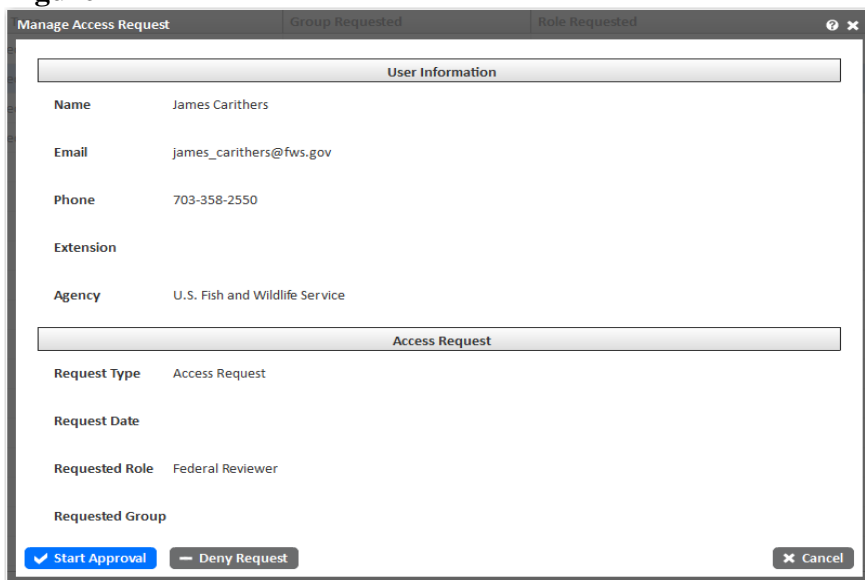 Manage Access Request
Group Requested
Role Requested
User Information
Name James Carithers
Email james_carithers@fws.gov
Phone 703-358-2550
Extension
Agency U.S. Fish and Wildlife Service
Access Request
Request Type Access Request
Request Date
Requested Role Federal Reviewer
Requested Group
Start Approval Deny Request Cancel